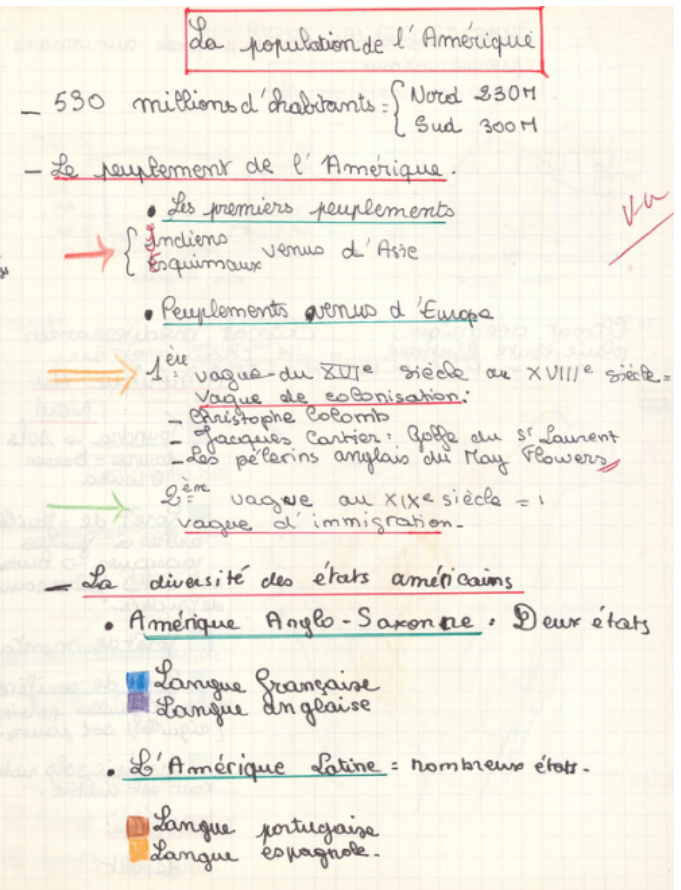 La population de l'Amérique
- 530 millions d'habitants = { Nord 230M
Sud 300M
- Le peuplement de l'Amérique.
• Les premiers peuplements
→ { Indiens
Esquimaux venus d'Asie
vu
• Peuplements venus d'Europe
1ère vague du XVIIe siècle au XVIIIe siècle =
vague de colonisation:
- Christophe Colomb
- Jacques Cartier: Golfe du St Laurent
- Les pélerins anglais du May Flowers
2ème vague au XIXe siècle =
vague d'immigration.
- La diversité des états américains
• Amérique Anglo-Saxonne : Deux états
Langue française
Langue anglaise
• L'Amérique Latine = nombreux états.
Langue portugaise
Langue espagnole.